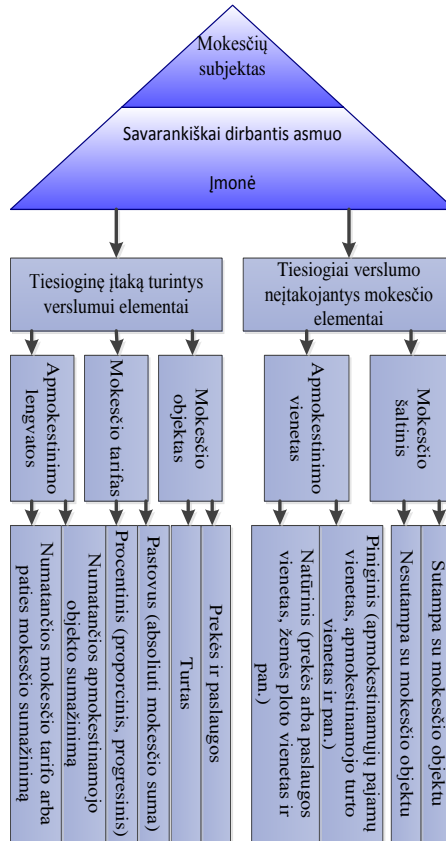 Mokesčių
subjektas
Savarankiškai dirbantis asmuo
Įmonė
Tiesioginę įtaką turintys
verslumui elementai
Tiesiogiai verslumo
neįtakojantys mokesčio
elementai
Apmokestinimo
lengvatos
Mokesčio tarifas
Mokesčio
objektas
Apmokestinimo
vienetas
Mokesčio
šaltinis
Numatančios mokesčio tarifo arba
paties mokesčio sumažinimą
Numatančios apmokestinamojo
objekto sumažinimą
Procentinis (proporcinis, progresinis)
Pastovus (absoliuti mokesčio suma)
Turtas
Prekės ir paslaugos
Natūrinis (prekės arba paslaugos
vienetas, žemės ploto vienetas ir
pan.)
Piniginis (apmokestinamųjų pajamų
vienetas, apmokestinamojo turto
vienetas ir pan.)
Nesutampa su mokesčio objektu
Sutampa su mokesčio objektu